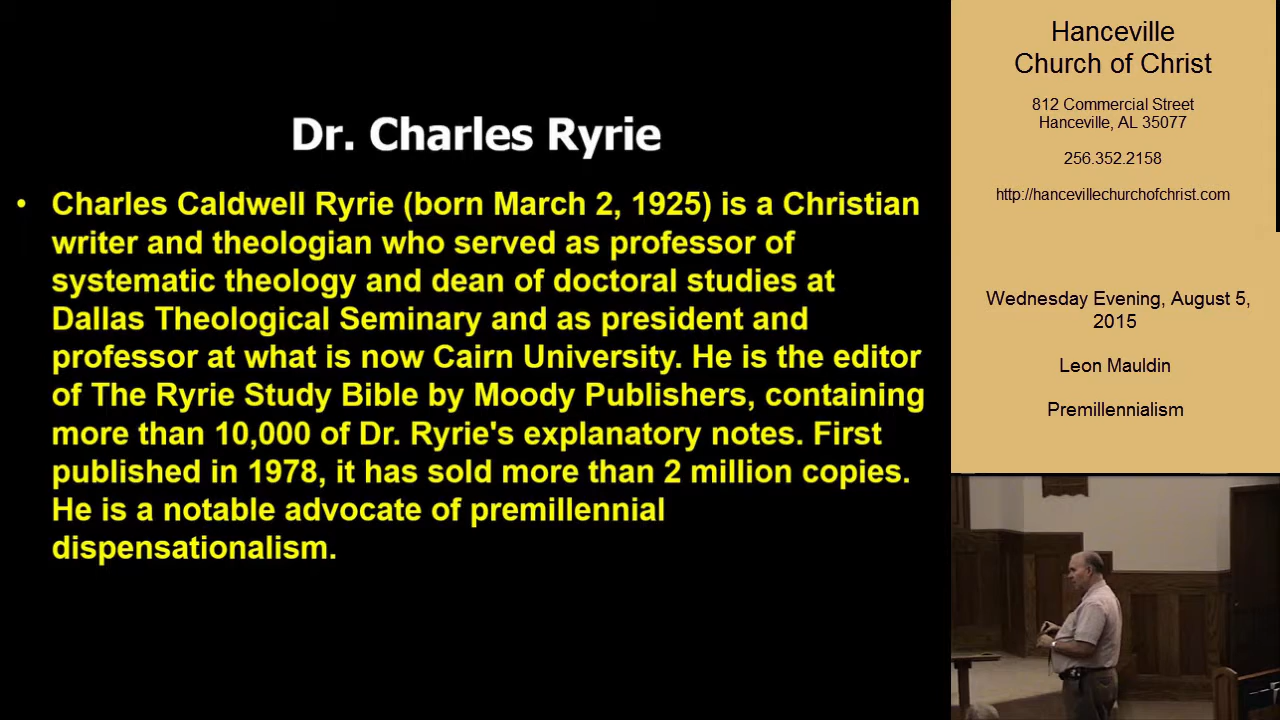 Dr. Charles Ryrie
• Charles Caldwell Ryrie (born March 2, 1925) is a Christian
writer and theologian who served as professor of
systematic theology and dean of doctoral studies at
Dallas Theological Seminary and as president and
professor at what is now Cairn University. He is the editor
of The Ryrie Study Bible by Moody Publishers, containing
more than 10,000 of Dr. Ryrie's explanatory notes. First
published in 1978, it has sold more than 2 million copies.
He is a notable advocate of premillennial
dispensationalism.
Hanceville
Church of Christ
812 Commercial Street
Hanceville, AL 35077
256.352.2158
http://hancevillechurchofchrist.com
Wednesday Evening, August 5,
2015
Leon Mauldin
Premillennialism